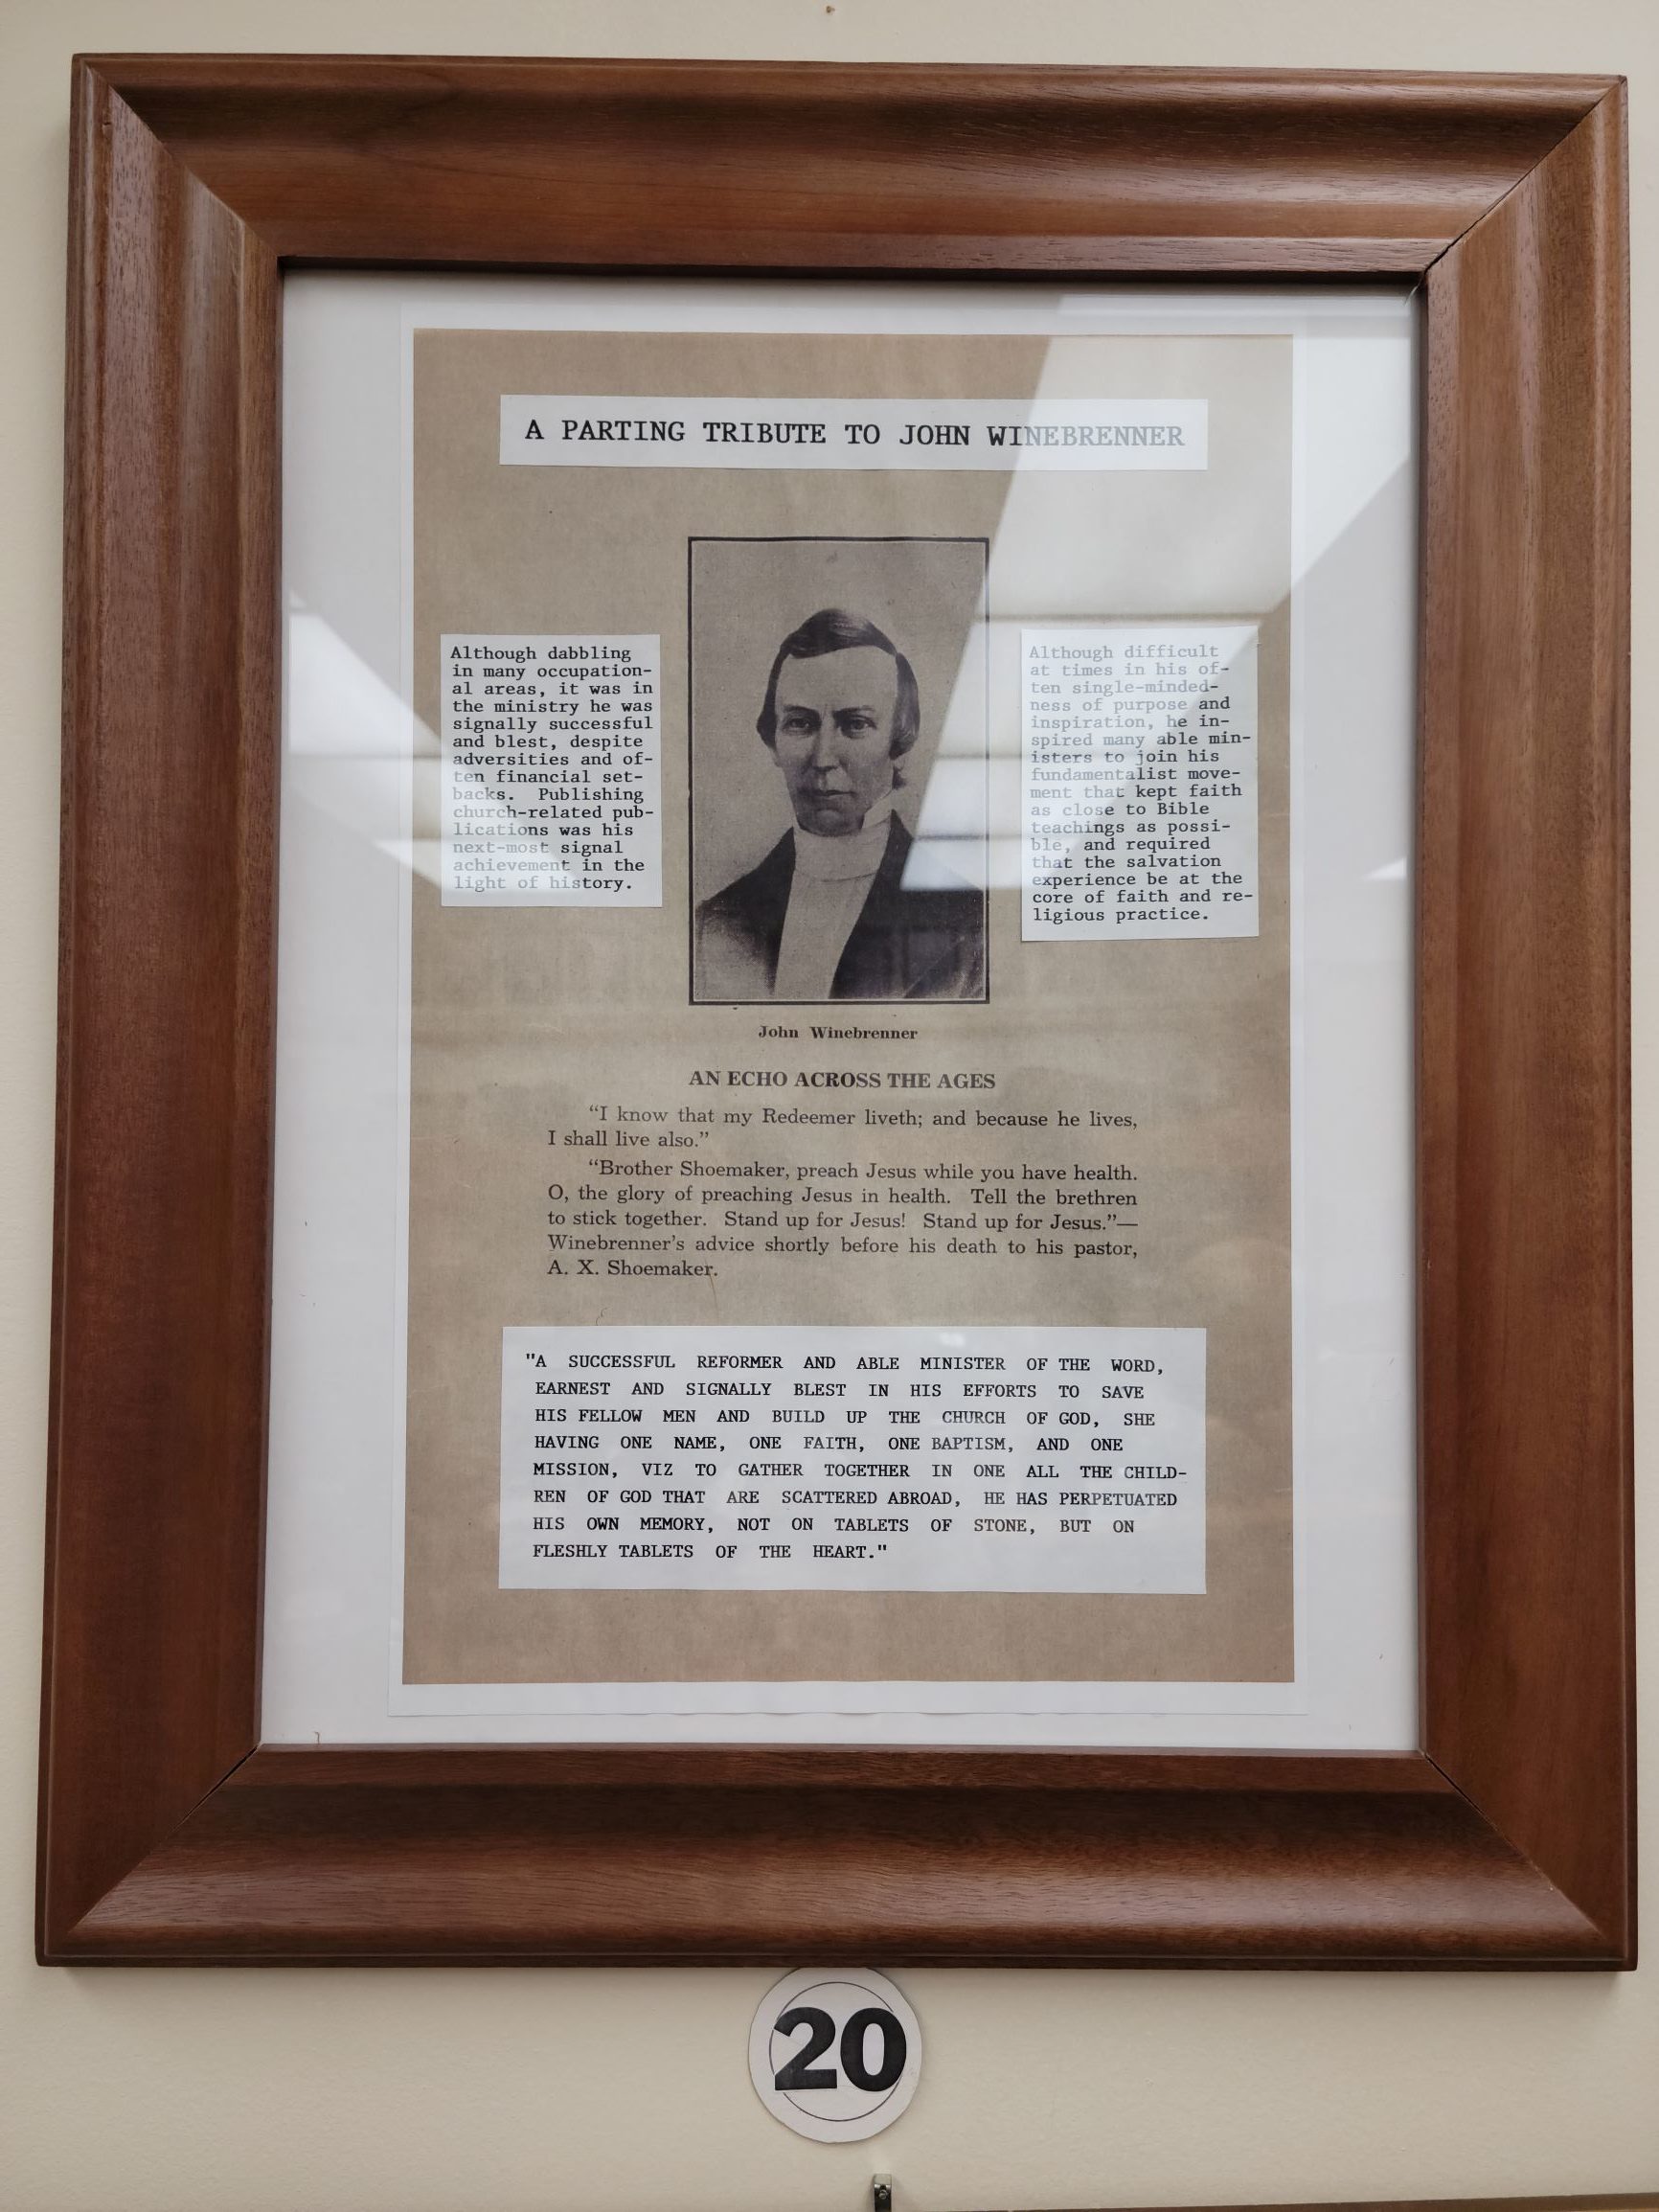 A PARTING TRIBUTE TO JOHN WINEBRENNER
Although dabbling
in many occupation-
al areas, it was in
the ministry he was
signally successful
and blest, despite
adversities and of-
ten financial set-
backs. Publishing
church-related pub-
lications was his
next-most signal
achievement in the
light of history.
Although difficult
at times in his of-
ten single-minded-
ness of purpose and
inspiration, he in-
spired many able min-
isters to join his
fundamentalist move-
ment that kept faith
as close to Bible
teachings as possi-
ble, and required
that the salvation
experience be at the
core of faith and re-
ligious practice.
John Winebrenner
AN ECHO ACROSS THE AGES
“I know that my Redeemer liveth; and because he lives,
I shall live also.”
“Brother Shoemaker, preach Jesus while you have health.
O, the glory of preaching Jesus in health. Tell the brethren
to stick together. Stand up for Jesus! Stand up for Jesus.”—
Winebrenner’s advice shortly before his death to his pastor,
A. X. Shoemaker.
"A SUCCESSFUL REFORMER AND ABLE MINISTER OF THE WORD,
EARNEST AND SIGNALLY BLEST IN HIS EFFORTS TO SAVE
HIS FELLOW MEN AND BUILD UP THE CHURCH OF GOD, SHE
HAVING ONE NAME, ONE FAITH, ONE BAPTISM, AND ONE
MISSION, VIZ TO GATHER TOGETHER IN ONE ALL THE CHILD-
REN OF GOD THAT ARE SCATTERED ABROAD, HE HAS PERPETUATED
HIS OWN MEMORY, NOT ON TABLETS OF STONE, BUT ON
FLESHLY TABLETS OF THE HEART."
20